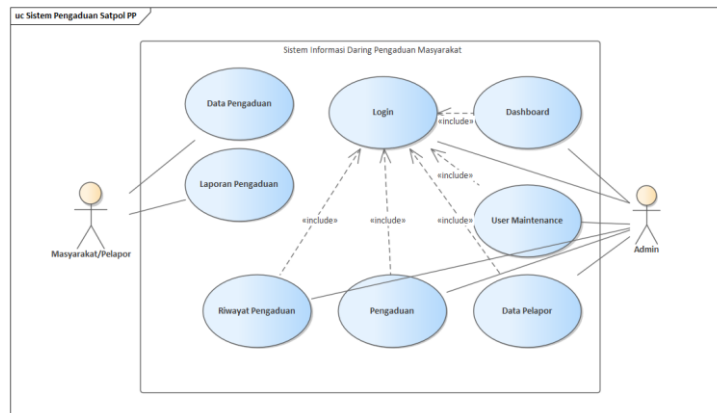 uc Sistem Pengaduan Satpol PP
Sistem Informasi Daring Pengaduan Masyarakat
Data Pengaduan
Login
Dashboard
«include»
Laporan Pengaduan
«include»
User Maintenance
«include»
«include»
«include»
Masyarakat/Pelapor
Admin
Riwayat Pengaduan
Pengaduan
Data Pelapor